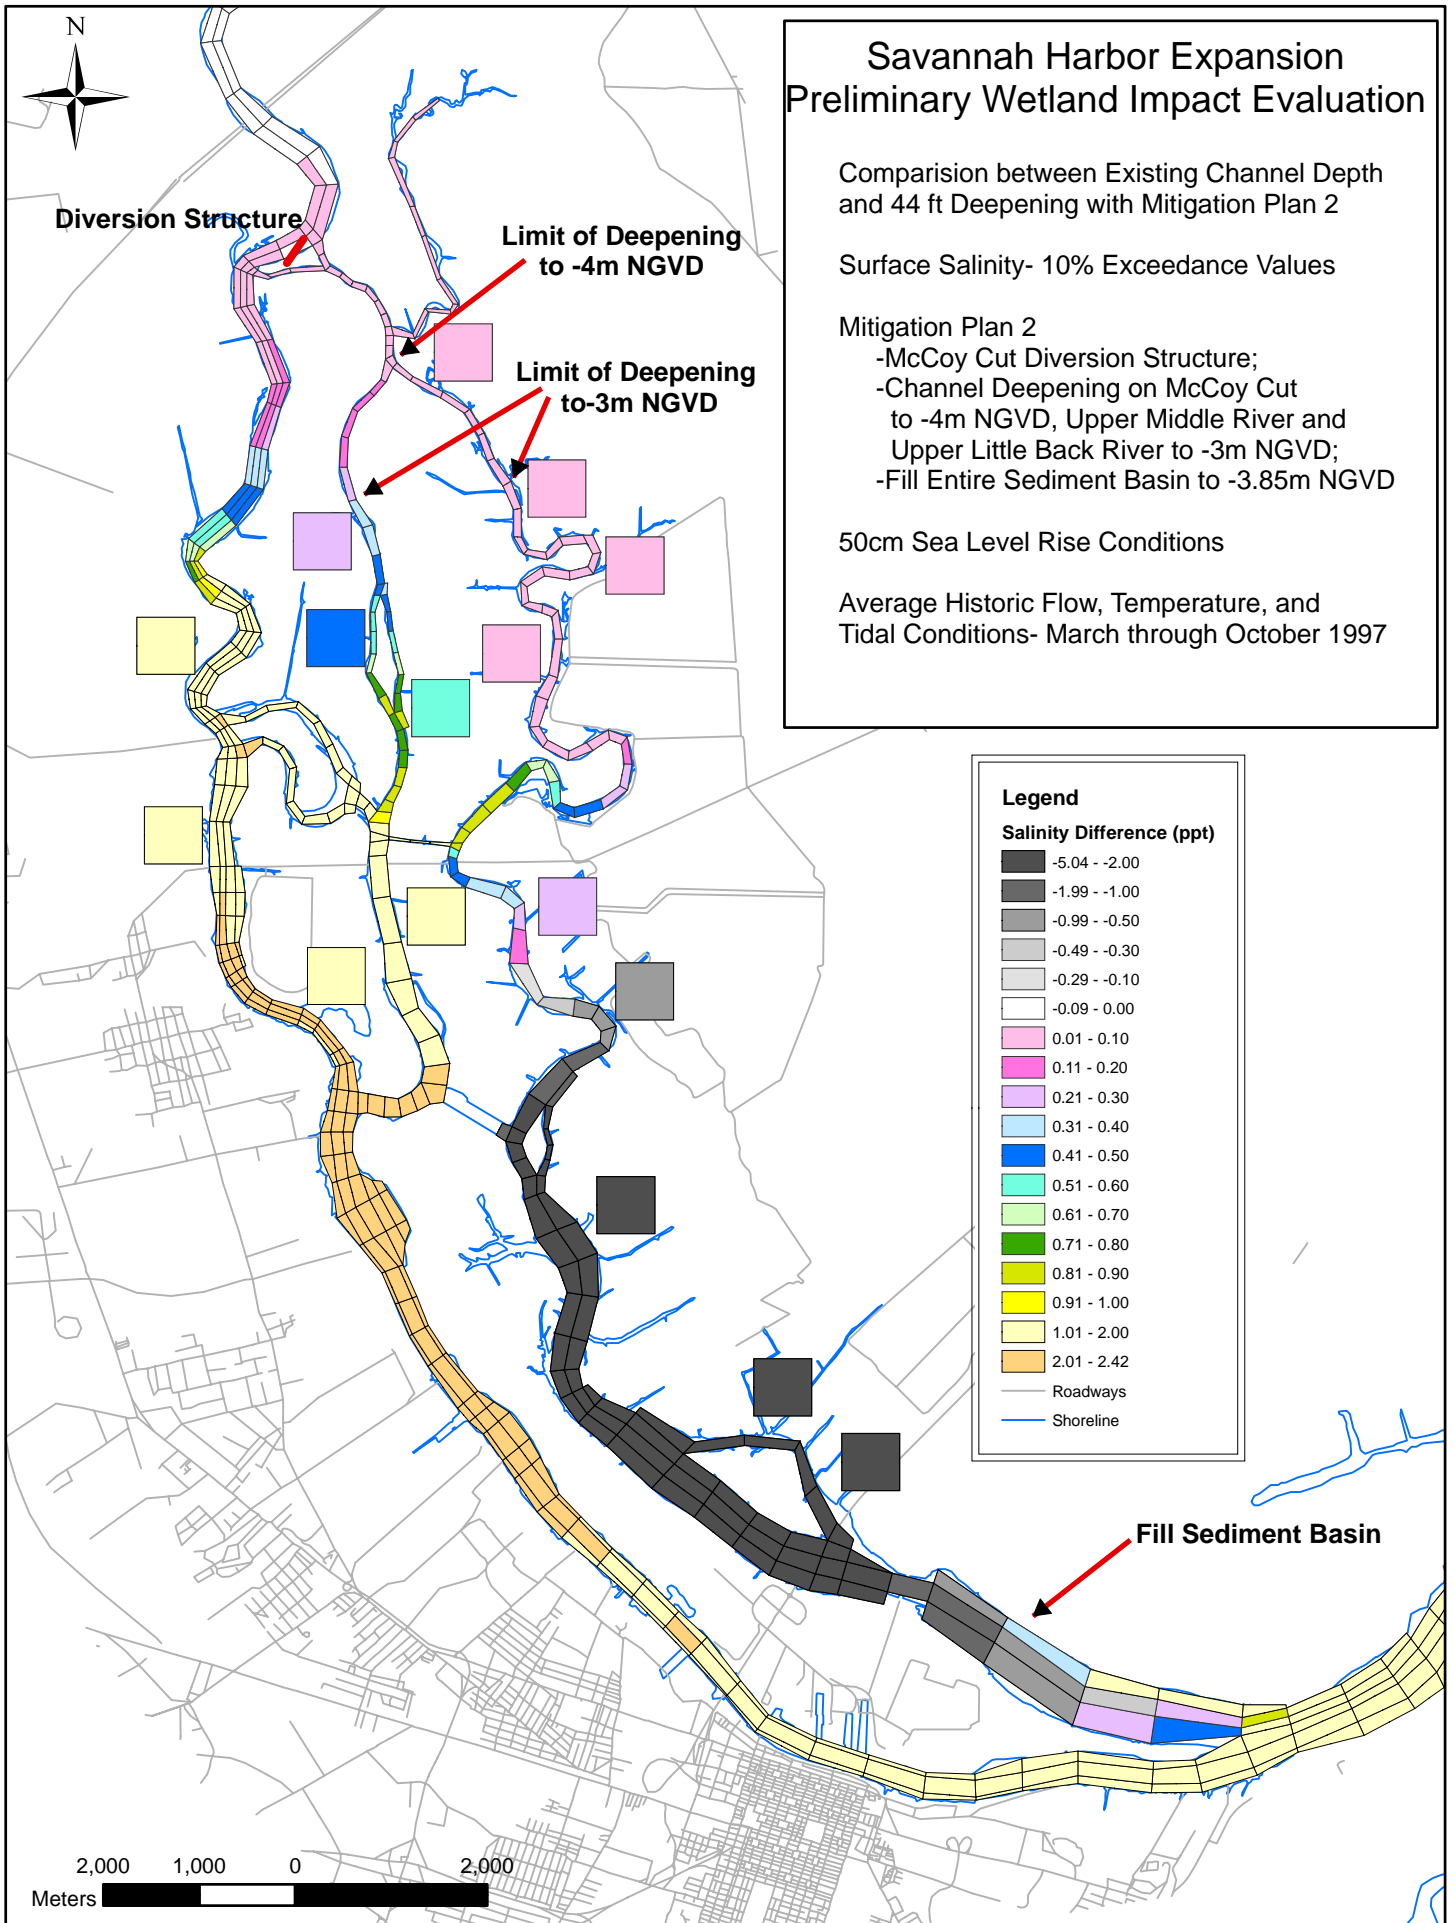 N
Savannah Harbor Expansion
Preliminary Wetland Impact Evaluation
Comparision between Existing Channel Depth
and 44 ft Deepening with Mitigation Plan 2
Surface Salinity- 10% Exceedance Values
Mitigation Plan 2
-McCoy Cut Diversion Structure;
-Channel Deepening on McCoy Cut
to -4m NGVD, Upper Middle River and
Upper Little Back River to -3m NGVD;
-Fill Entire Sediment Basin to -3.85m NGVD
50cm Sea Level Rise Conditions
Average Historic Flow, Temperature, and
Tidal Conditions- March through October 1997
Diversion Structure
Limit of Deepening
to -4m NGVD
Limit of Deepening
to-3m NGVD
Legend
Salinity Difference (ppt)
-5.04 - -2.00
-1.99 - -1.00
-0.99 - -0.50
-0.49 - -0.30
-0.29 - -0.10
-0.09 - 0.00
0.01 - 0.10
0.11 - 0.20
0.21 - 0.30
0.31 - 0.40
0.41 - 0.50
0.51 - 0.60
0.61 - 0.70
0.71 - 0.80
0.81 - 0.90
0.91 - 1.00
1.01 - 2.00
2.01 - 2.42
Roadways
Shoreline
Fill Sediment Basin
2,000 1,000 0 2,000
Meters